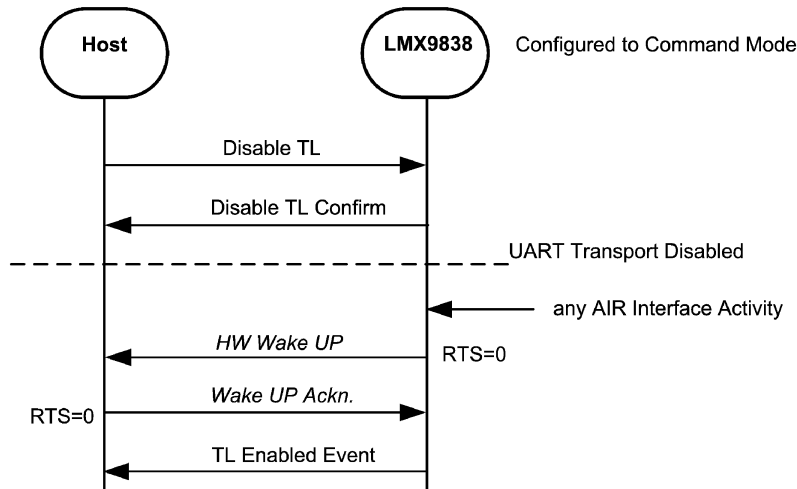 Host
LMX9838
Configured to Command Mode
Disable TL
Disable TL Confirm
UART Transport Disabled
any AIR Interface Activity
HW Wake UP
RTS=0
Wake UP Ackn.
RTS=0
TL Enabled Event